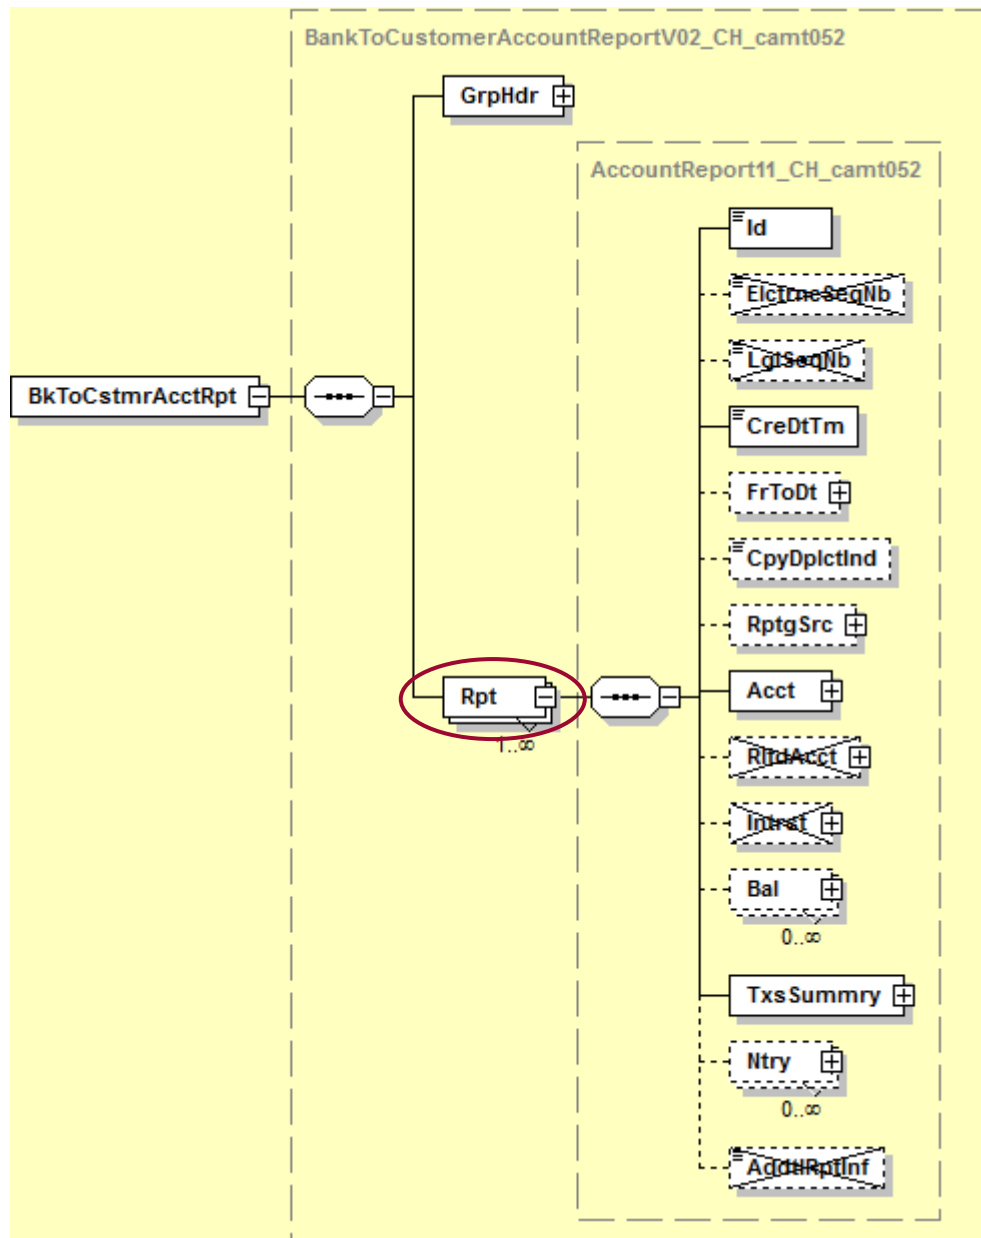 BankToCustomerAccountReportV02_CH_camt052
GrpHdr
AccountReport11_CH_camt052
Id
ElctrncSeqNb
LglSeqNb
BkToCstmrAcctRpt
CreDtTm
FrToDt
CpyDplctInd
RptgSrc
Rpt
1..∞
Acct
RltdAcct
Intrst
Bal
0..∞
TxsSummry
Ntry
0..∞
AddtlRptInf